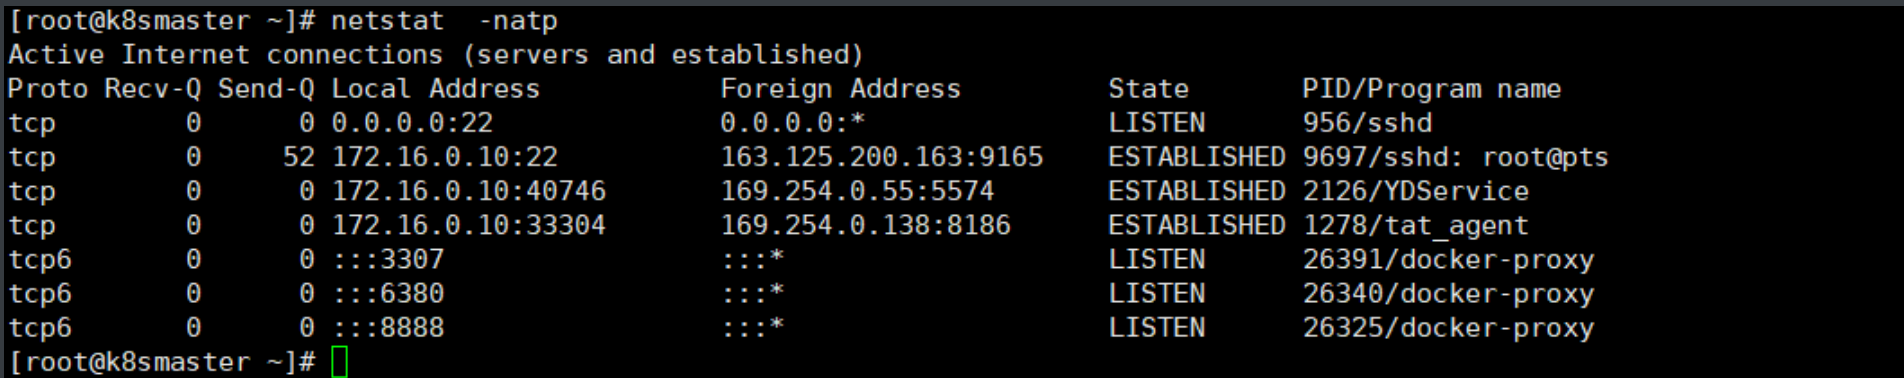 [root@k8smaster ~]# netstat  -natp
Active Internet connections (servers and established)
Proto Recv-Q Send-Q Local Address           Foreign Address         State       PID/Program name
tcp        0      0 0.0.0.0:22              0.0.0.0:*               LISTEN      956/sshd
tcp        0     52 172.16.0.10:22          163.125.200.163:9165    ESTABLISHED 9697/sshd: root@pts
tcp        0      0 172.16.0.10:40746       169.254.0.55:5574       ESTABLISHED 2126/YDService
tcp        0      0 172.16.0.10:33304       169.254.0.138:8186      ESTABLISHED 1278/tat_agent
tcp6       0      0 :::3307                 :::*                    LISTEN      26391/docker-proxy
tcp6       0      0 :::6380                 :::*                    LISTEN      26340/docker-proxy
tcp6       0      0 :::8888                 :::*                    LISTEN      26325/docker-proxy
[root@k8smaster ~]#